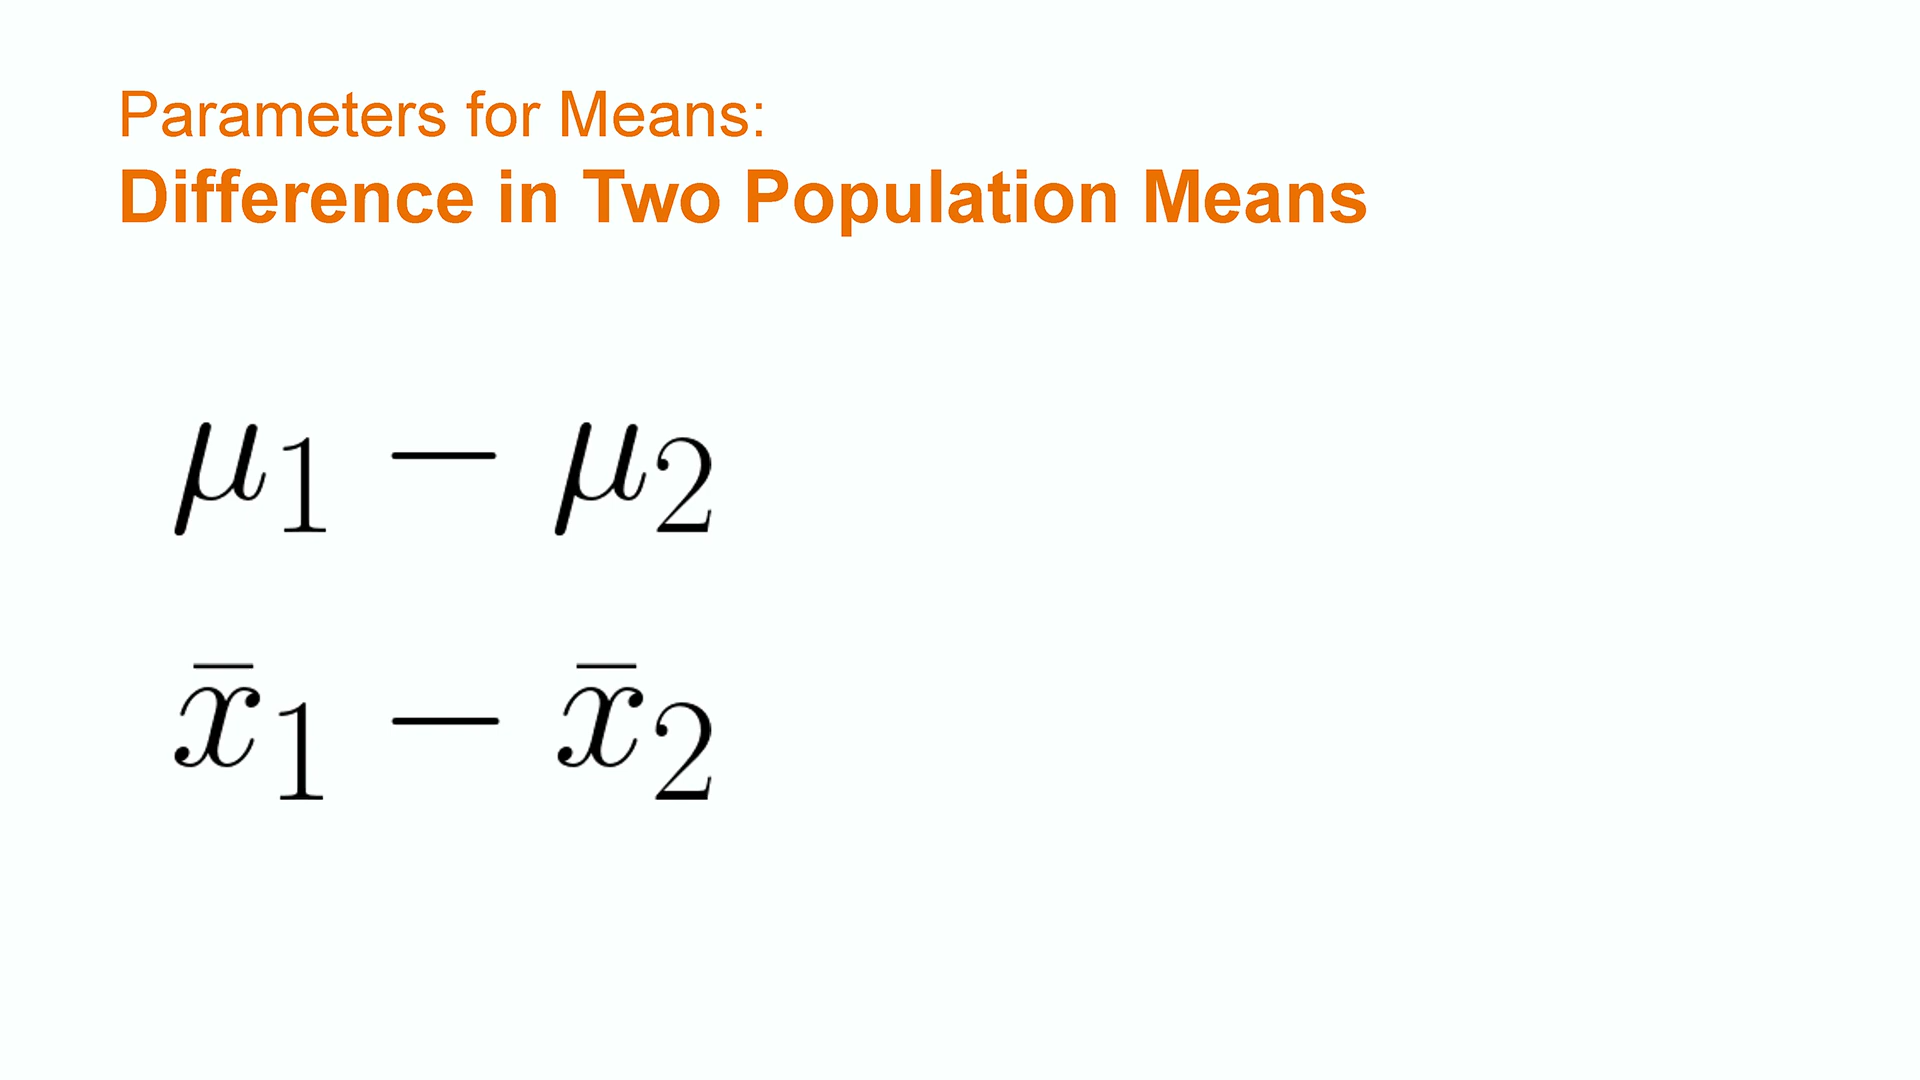 Parameters for Means:
Difference in Two Population Means
μ₁ − μ₂
x̄₁ − x̄₂